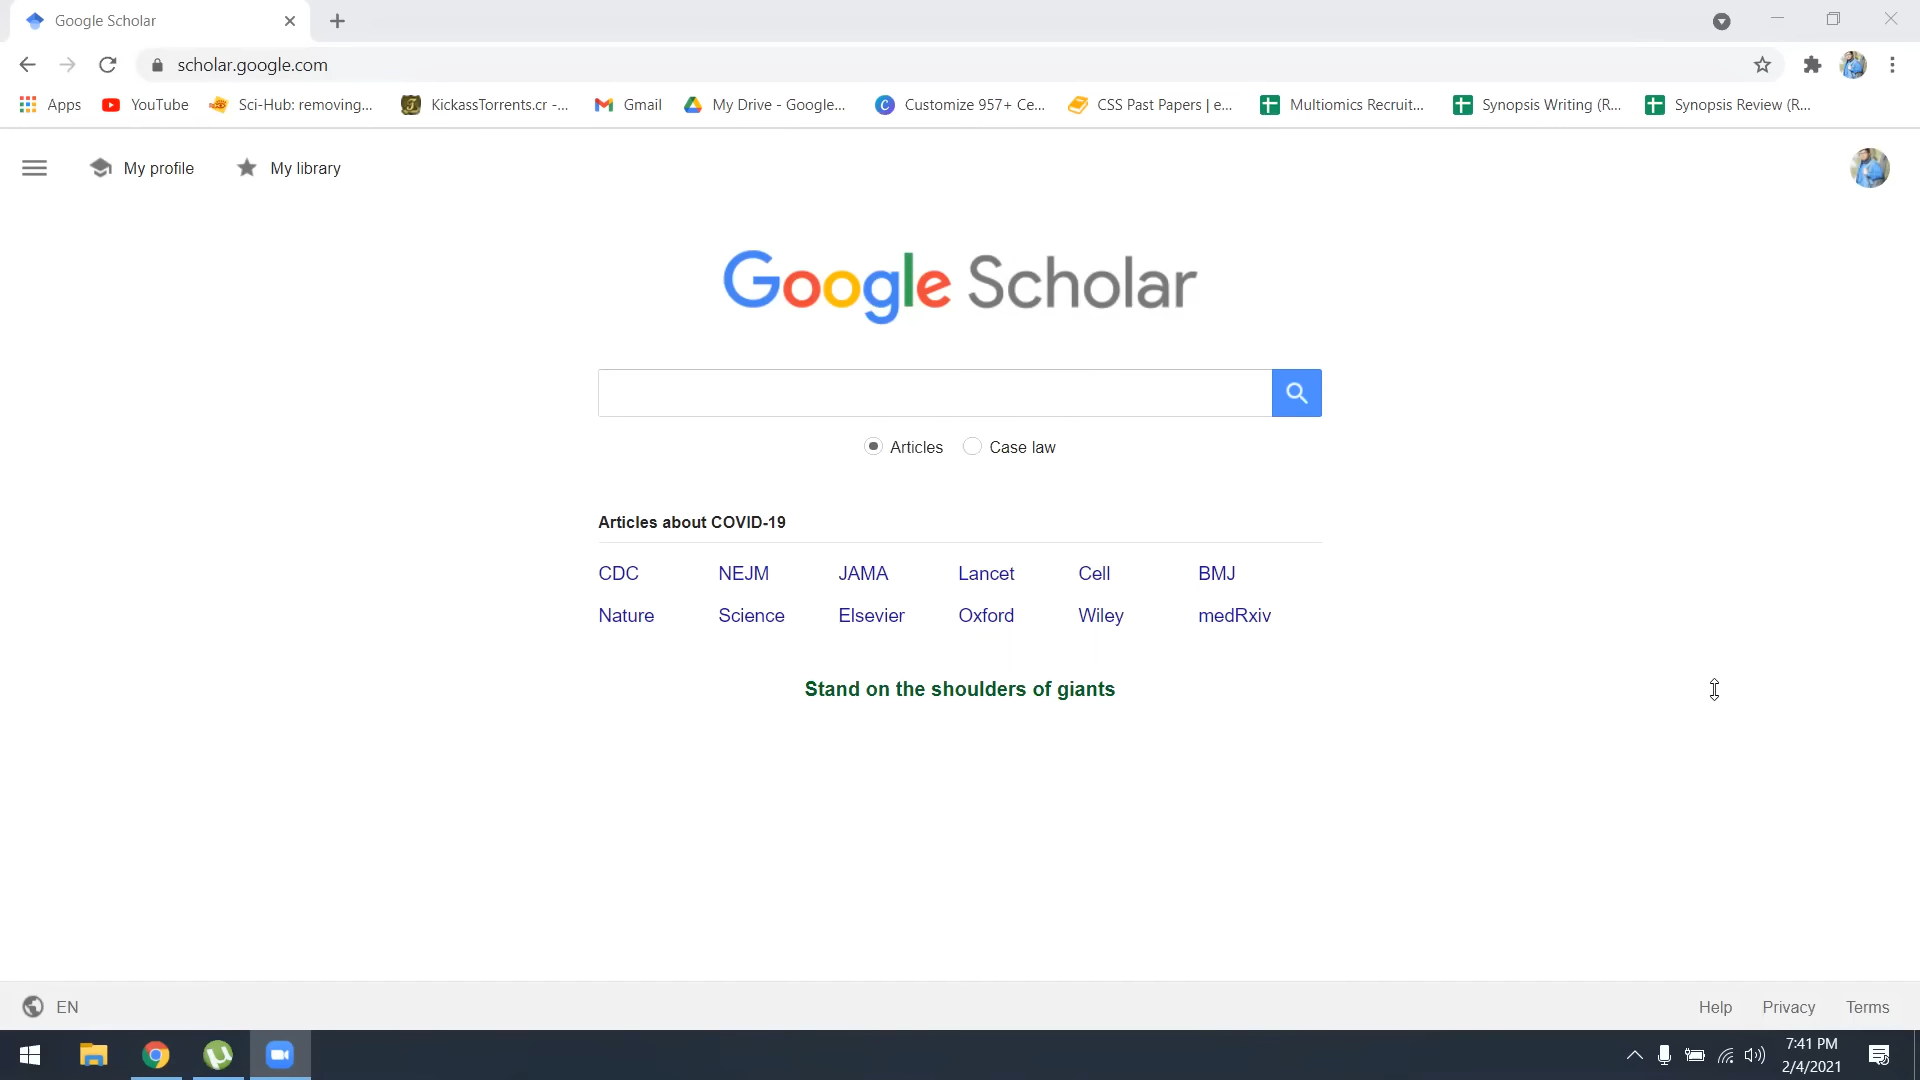 Google Scholar
scholar.google.com
Apps YouTube Sci-Hub: removing... KickassTorrents.cr -... Gmail My Drive - Google... Customize 957+ Ce... CSS Past Papers | e... Multiomics Recruit... Synopsis Writing (R... Synopsis Review (R...
My profile My library
Google Scholar
Articles Case law
Articles about COVID-19
CDC NEJM JAMA Lancet Cell BMJ
Nature Science Elsevier Oxford Wiley medRxiv
Stand on the shoulders of giants
EN Help Privacy Terms
7:41 PM
2/4/2021